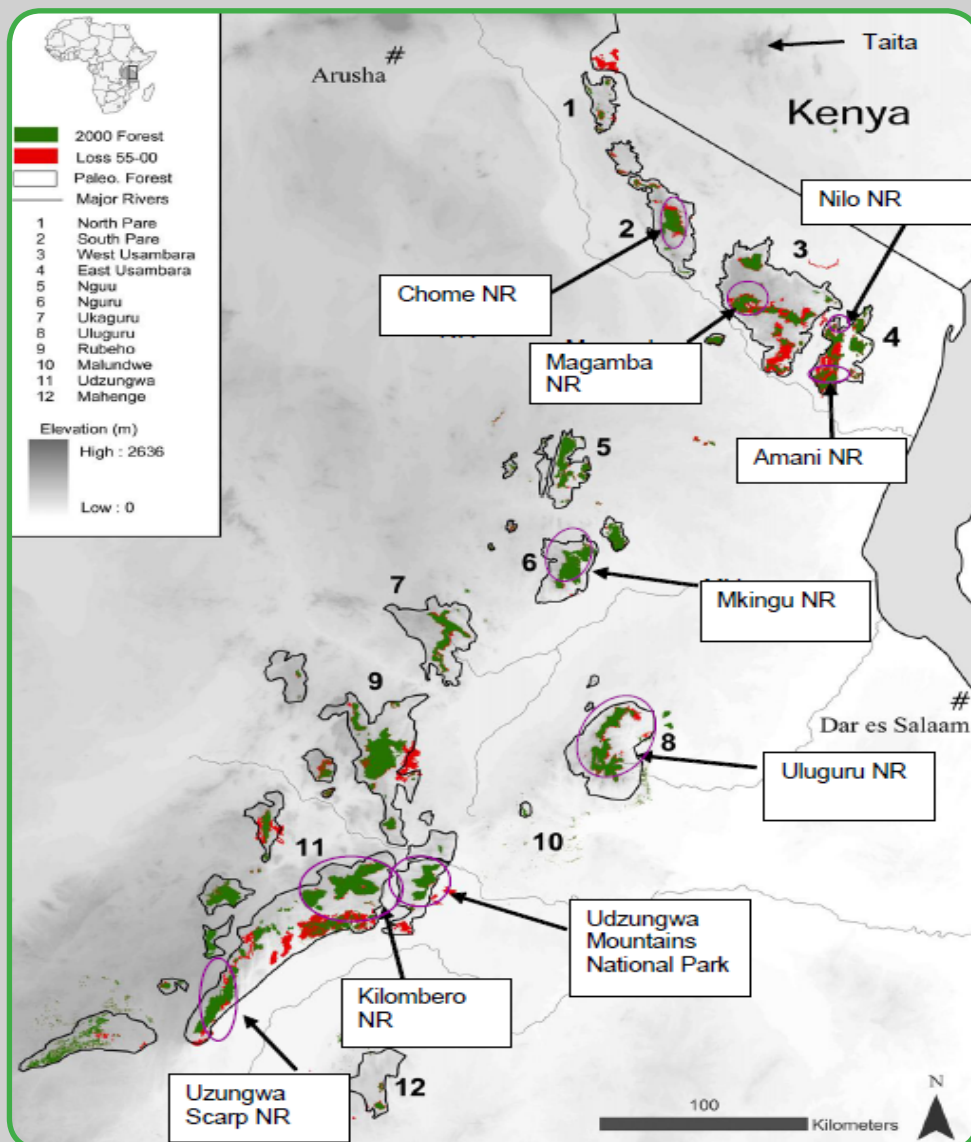 Arusha
#
Taita
Kenya
2000 Forest
Loss 55-00
Paleo. Forest
Major Rivers
1 North Pare
2 South Pare
3 West Usambara
4 East Usambara
5 Nguu
6 Nguru
7 Ukaguru
8 Uluguru
9 Rubeho
10 Malundwe
11 Udzungwa
12 Mahenge
Elevation (m)
High : 2636
Low : 0
1
Nilo NR
2
3
Chome NR
4
Magamba
NR
Amani NR
5
6
Mkingu NR
7
9
#
Dar es Salaam
8
Uluguru NR
10
11
Udzungwa
Mountains
National Park
Kilombero
NR
Uzungwa
Scarp NR
12
100
Kilometers
N